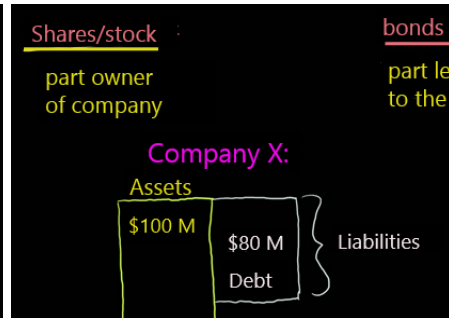 Shares/stock :
bonds
part owner
of company
part le
to the
Company X:
Assets
$100 M
$80 M
Debt
Liabilities